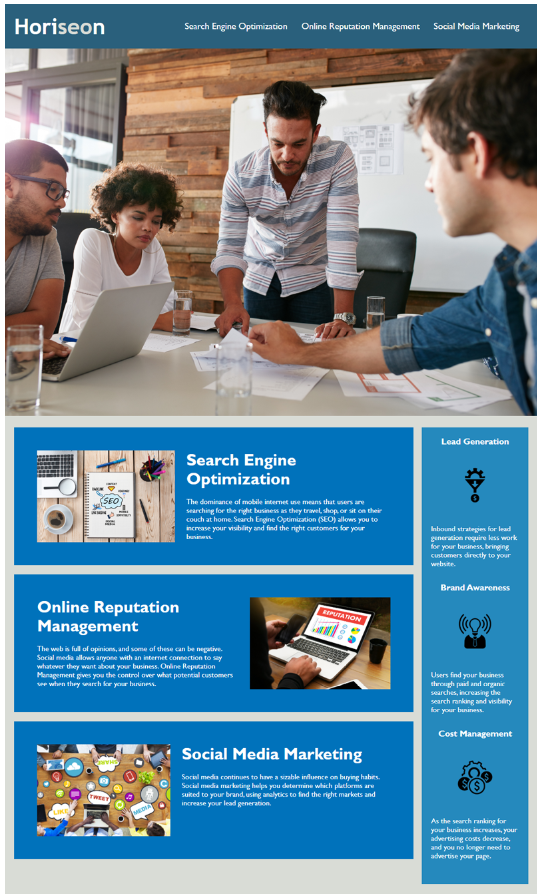 Horiseon
Search Engine Optimization Online Reputation Management Social Media Marketing
Search Engine
Optimization
The dominance of mobile internet use means that users are
searching for the right business as they travel, shop, or sit on their
couch at home. Search Engine Optimization (SEO) allows you to
increase your visibility and find the right customers for your
business.
SEO
Online Reputation
Management
The web is full of opinions, and some of these can be negative.
Social media allows anyone with an internet connection to say
whatever they want about your business. Online Reputation
Management gives you the control over what potential customers
see when they search for your business.
REPUTATION
Social Media Marketing
Social media continues to have a sizable influence on buying habits.
Social media marketing helps you determine which platforms are
suited to your brand, using analytics to find the right markets and
increase your lead generation.
LIKE
TWEET
MEDIA
Lead Generation
Inbound strategies for lead
generation require less work
for your business, bringing
customers directly to your
website.
Brand Awareness
Users find your business
through paid and organic
searches, increasing the
search ranking and visibility
for your business.
Cost Management
As the search ranking for
your business increases, your
advertising costs decrease,
and you no longer need to
advertise your page.